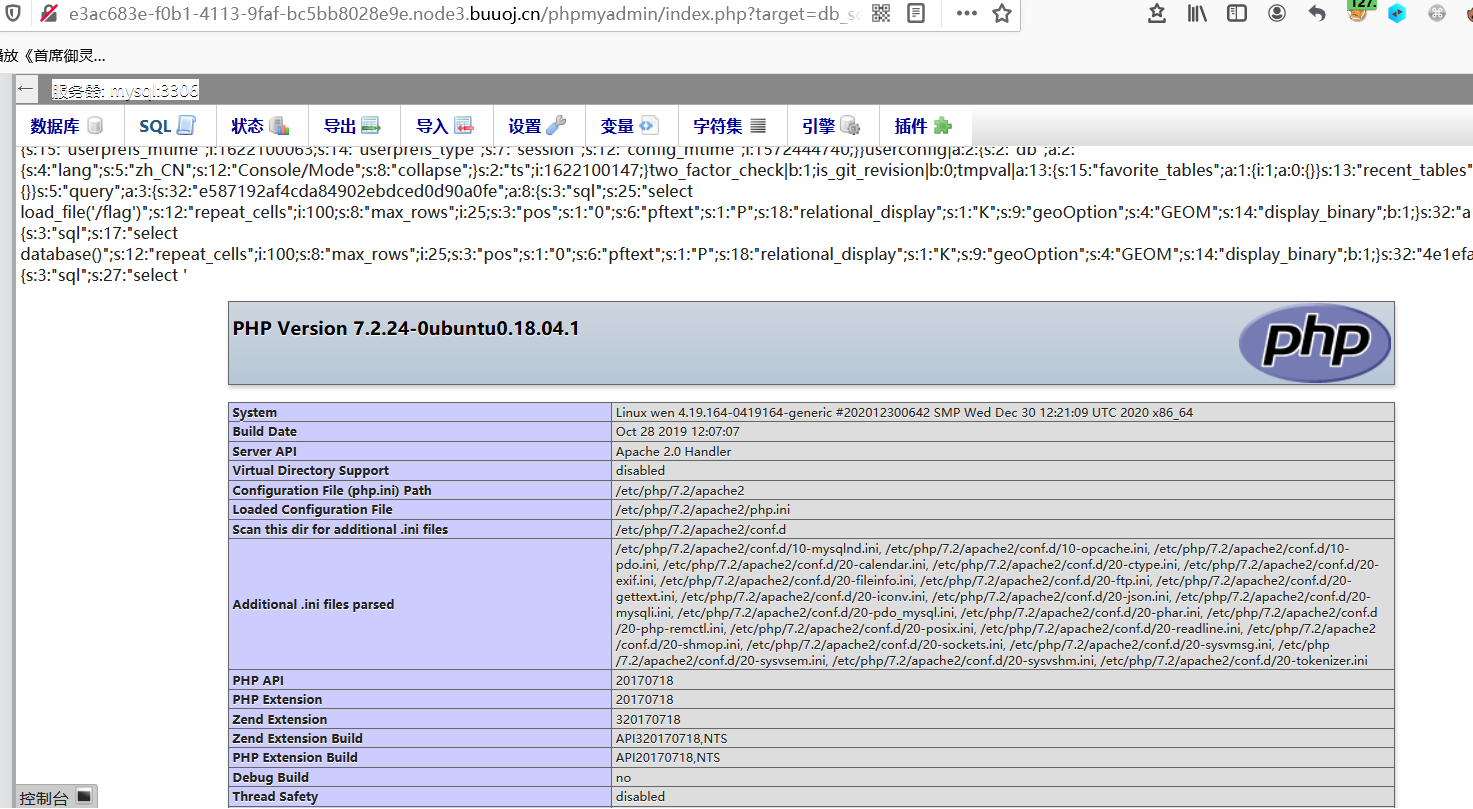 e3ac683e-f0b1-4113-9faf-bc5bb8028e9e.node3.buuoj.cn/phpmyadmin/index.php?target=db_s
127.
放《首席御灵...
← 服务器: mysql:3306
数据库 SQL 状态 导出 导入 设置 变量 字符集 引擎 插件
{s:15:"userprefs_mtime";i:1622100063;s:14:"userprefs_type";s:7:"session";s:12:"config_mtime";i:1572444740;}}userconfig|a:2:{s:2:"db";a:2:
{s:4:"lang";s:5:"zh_CN";s:12:"Console/Mode";s:8:"collapse";}s:2:"ts";i:1622100147;}two_factor_check|b:1;is_git_revision|b:0;tmpval|a:13:{s:15:"favorite_tables";a:1:{i:1;a:0:{}}s:13:"recent_tables"
{}}s:5:"query";a:3:{s:32:"e587192af4cda84902ebdced0d90a0fe";a:8:{s:3:"sql";s:25:"select
load_file('/flag')";s:12:"repeat_cells";i:100;s:8:"max_rows";i:25;s:3:"pos";s:1:"0";s:6:"pftext";s:1:"P";s:18:"relational_display";s:1:"K";s:9:"geoOption";s:4:"GEOM";s:14:"display_binary";b:1;}s:32:"a
{s:3:"sql";s:17:"select
database()";s:12:"repeat_cells";i:100;s:8:"max_rows";i:25;s:3:"pos";s:1:"0";s:6:"pftext";s:1:"P";s:18:"relational_display";s:1:"K";s:9:"geoOption";s:4:"GEOM";s:14:"display_binary";b:1;}s:32:"4e1efa
{s:3:"sql";s:27:"select '
PHP Version 7.2.24-0ubuntu0.18.04.1
php
System Linux wen 4.19.164-0419164-generic #202012300642 SMP Wed Dec 30 12:21:09 UTC 2020 x86_64
Build Date Oct 28 2019 12:07:07
Server API Apache 2.0 Handler
Virtual Directory Support disabled
Configuration File (php.ini) Path /etc/php/7.2/apache2
Loaded Configuration File /etc/php/7.2/apache2/php.ini
Scan this dir for additional .ini files /etc/php/7.2/apache2/conf.d
Additional .ini files parsed /etc/php/7.2/apache2/conf.d/10-mysqlnd.ini, /etc/php/7.2/apache2/conf.d/10-opcache.ini, /etc/php/7.2/apache2/conf.d/10-
pdo.ini, /etc/php/7.2/apache2/conf.d/20-calendar.ini, /etc/php/7.2/apache2/conf.d/20-ctype.ini, /etc/php/7.2/apache2/conf.d/20-
exif.ini, /etc/php/7.2/apache2/conf.d/20-fileinfo.ini, /etc/php/7.2/apache2/conf.d/20-ftp.ini, /etc/php/7.2/apache2/conf.d/20-
gettext.ini, /etc/php/7.2/apache2/conf.d/20-iconv.ini, /etc/php/7.2/apache2/conf.d/20-json.ini, /etc/php/7.2/apache2/conf.d/20-
mysqli.ini, /etc/php/7.2/apache2/conf.d/20-pdo_mysql.ini, /etc/php/7.2/apache2/conf.d/20-phar.ini, /etc/php/7.2/apache2/conf.d
/20-php-remctl.ini, /etc/php/7.2/apache2/conf.d/20-posix.ini, /etc/php/7.2/apache2/conf.d/20-readline.ini, /etc/php/7.2/apache2
/conf.d/20-shmop.ini, /etc/php/7.2/apache2/conf.d/20-sockets.ini, /etc/php/7.2/apache2/conf.d/20-sysvmsg.ini, /etc/php
/7.2/apache2/conf.d/20-sysvsem.ini, /etc/php/7.2/apache2/conf.d/20-sysvshm.ini, /etc/php/7.2/apache2/conf.d/20-tokenizer.ini
PHP API 20170718
PHP Extension 20170718
Zend Extension 320170718
Zend Extension Build API320170718,NTS
PHP Extension Build API20170718,NTS
Debug Build no
Thread Safety disabled
控制台